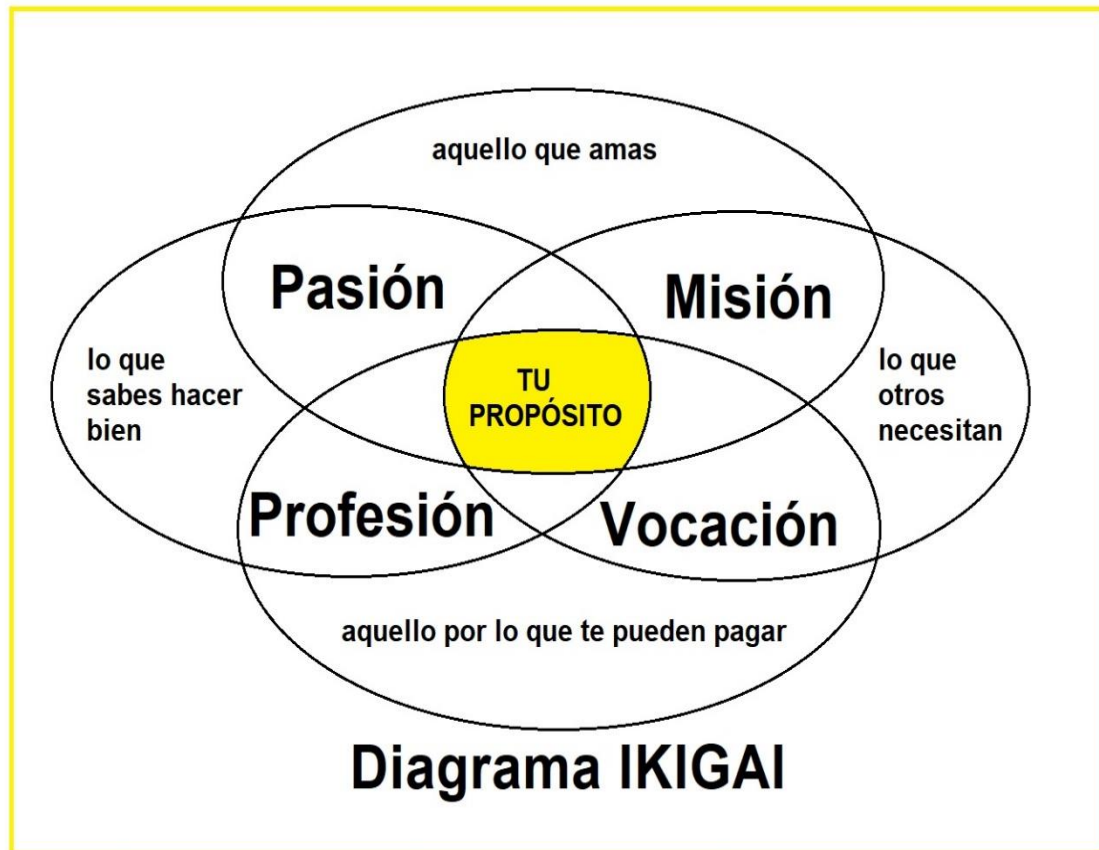 aquello que amas
Pasión
Misión
lo que
sabes hacer
bien
TU
PROPÓSITO
lo que
otros
necesitan
Profesión
Vocación
aquello por lo que te pueden pagar
Diagrama IKIGAI